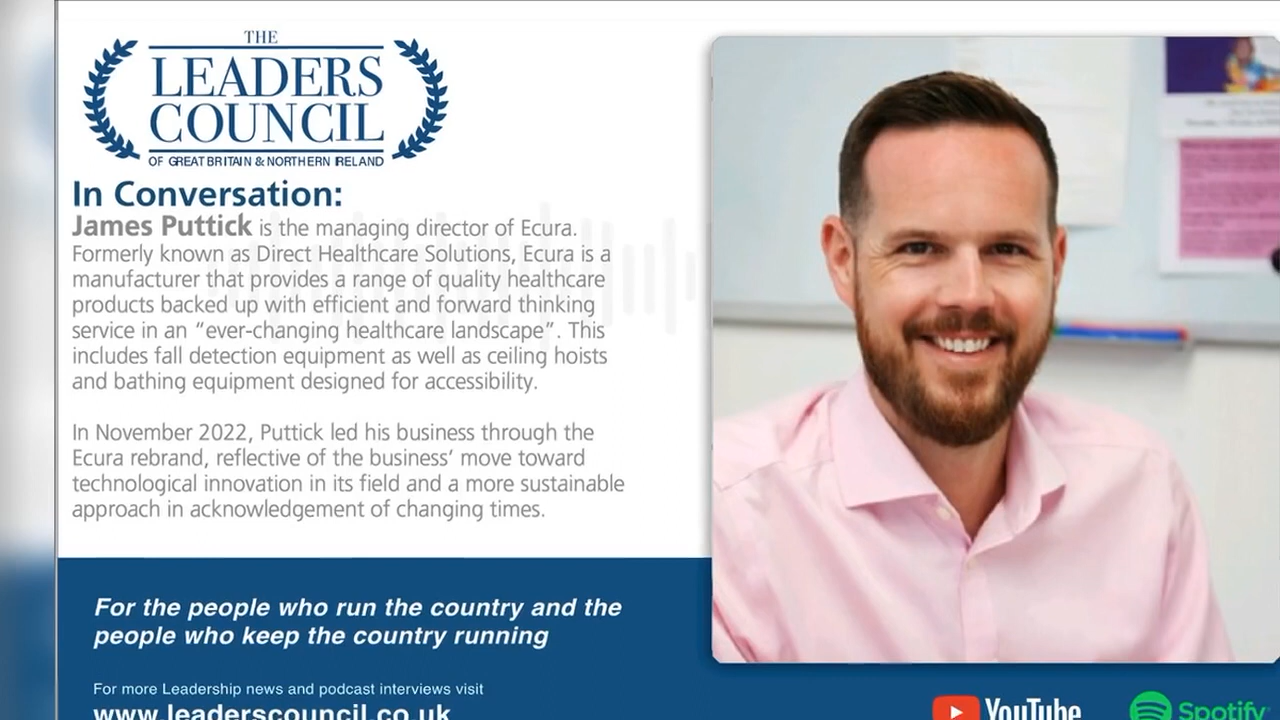 THE
LEADERS
COUNCIL
OF GREAT BRITAIN & NORTHERN IRELAND
In Conversation:
James Puttick is the managing director of Ecura.
Formerly known as Direct Healthcare Solutions, Ecura is a
manufacturer that provides a range of quality healthcare
products backed up with efficient and forward thinking
service in an “ever-changing healthcare landscape”. This
includes fall detection equipment as well as ceiling hoists
and bathing equipment designed for accessibility.
In November 2022, Puttick led his business through the
Ecura rebrand, reflective of the business’ move toward
technological innovation in its field and a more sustainable
approach in acknowledgement of changing times.
For the people who run the country and the
people who keep the country running
For more Leadership news and podcast interviews visit
www.leaderscouncil.co.uk
YouTube
Spotify